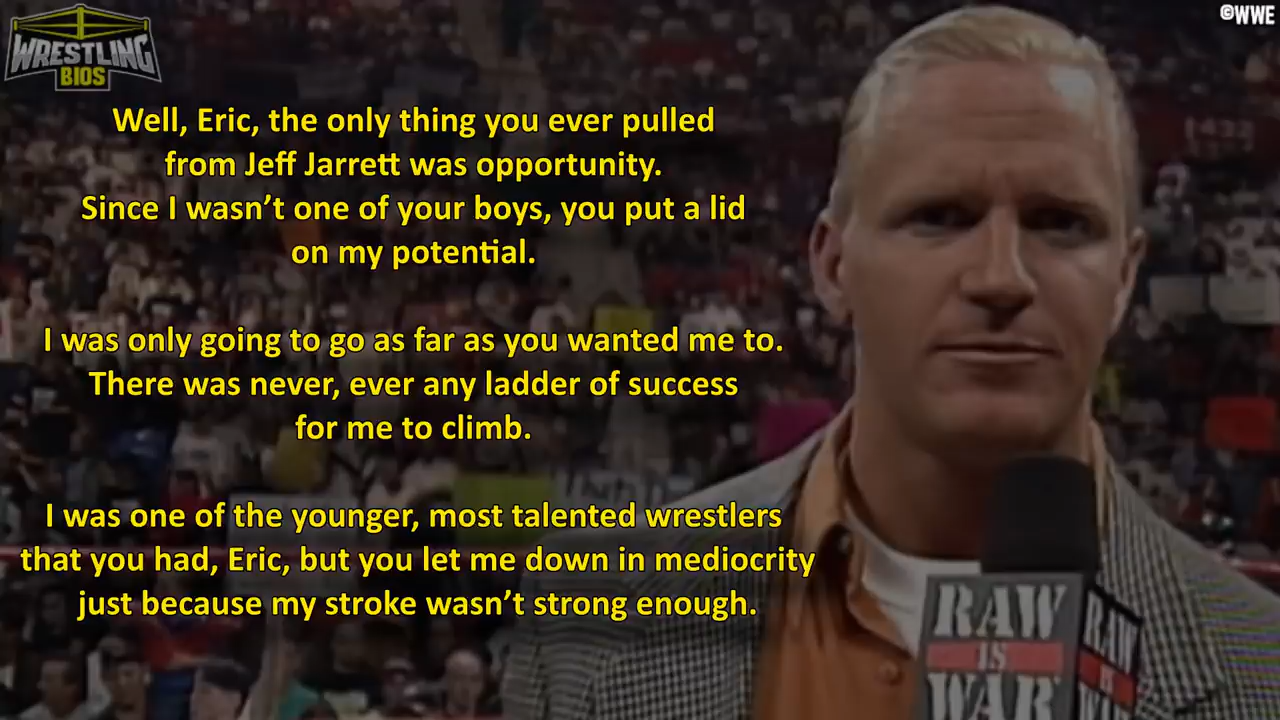 ©WWE
WRESTLING
BIOS
Well, Eric, the only thing you ever pulled
from Jeff Jarrett was opportunity.
Since I wasn't one of your boys, you put a lid
on my potential.
I was only going to go as far as you wanted me to.
There was never, ever any ladder of success
for me to climb.
I was one of the younger, most talented wrestlers
that you had, Eric, but you let me down in mediocrity
just because my stroke wasn't strong enough.
RAW
IS
WAR
RAW